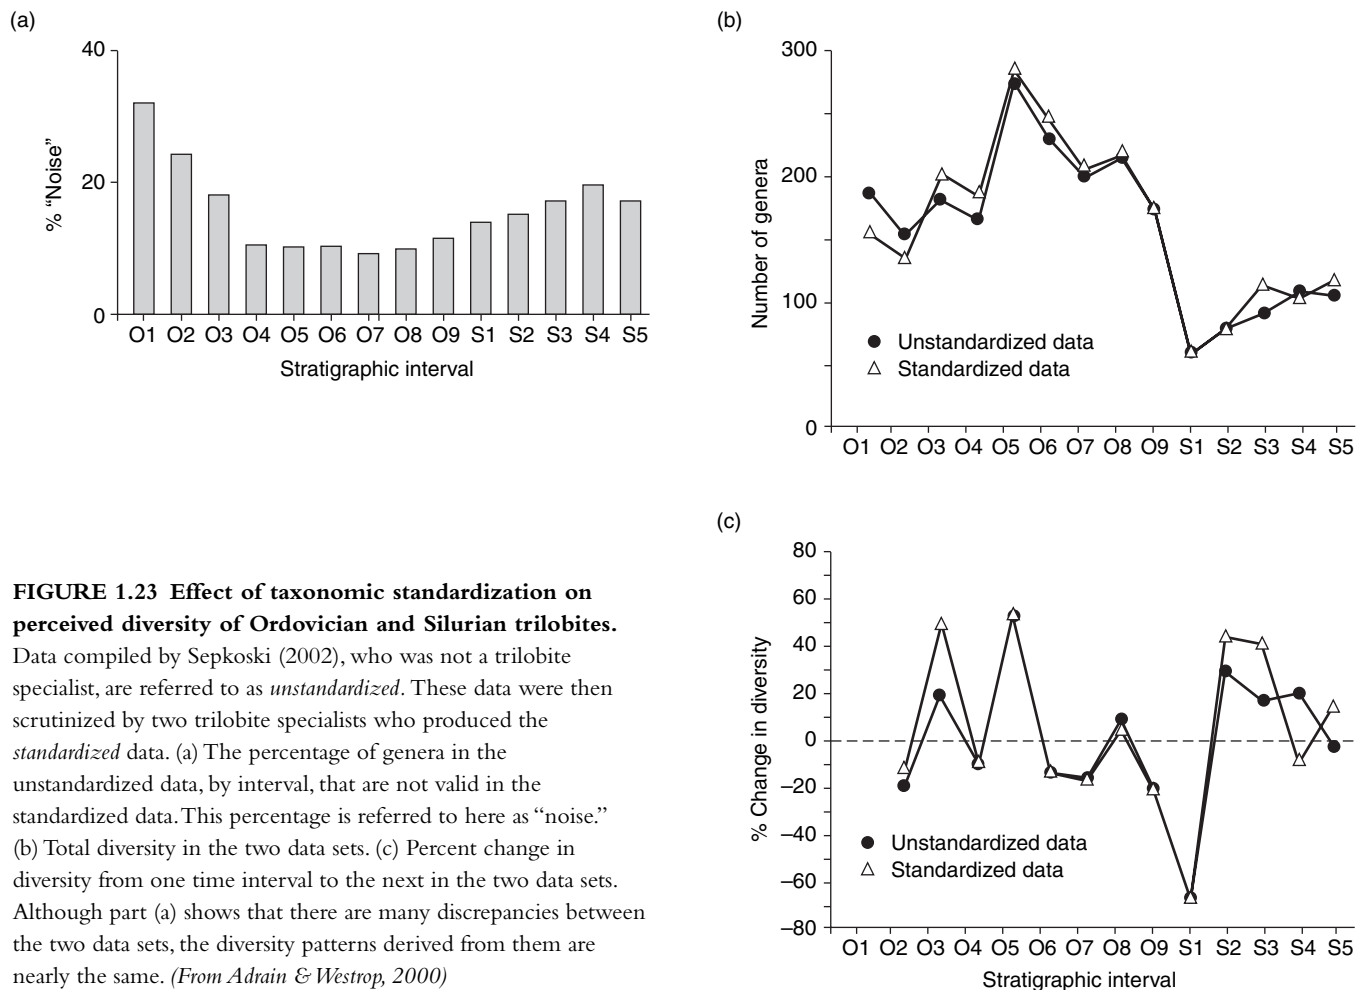 (a)
40
20
0
% “Noise”
O1 O2 O3 O4 O5 O6 O7 O8 O9 S1 S2 S3 S4 S5
Stratigraphic interval
(b)
300
200
100
0
Number of genera
Unstandardized data
Standardized data
O1 O2 O3 O4 O5 O6 O7 O8 O9 S1 S2 S3 S4 S5
(c)
80
60
40
20
0
–20
–40
–60
–80
% Change in diversity
Unstandardized data
Standardized data
O1 O2 O3 O4 O5 O6 O7 O8 O9 S1 S2 S3 S4 S5
Stratigraphic interval
FIGURE 1.23 Effect of taxonomic standardization on
perceived diversity of Ordovician and Silurian trilobites.
Data compiled by Sepkoski (2002), who was not a trilobite
specialist, are referred to as unstandardized. These data were then
scrutinized by two trilobite specialists who produced the
standardized data. (a) The percentage of genera in the
unstandardized data, by interval, that are not valid in the
standardized data. This percentage is referred to here as “noise.”
(b) Total diversity in the two data sets. (c) Percent change in
diversity from one time interval to the next in the two data sets.
Although part (a) shows that there are many discrepancies between
the two data sets, the diversity patterns derived from them are
nearly the same. (From Adrain & Westrop, 2000)